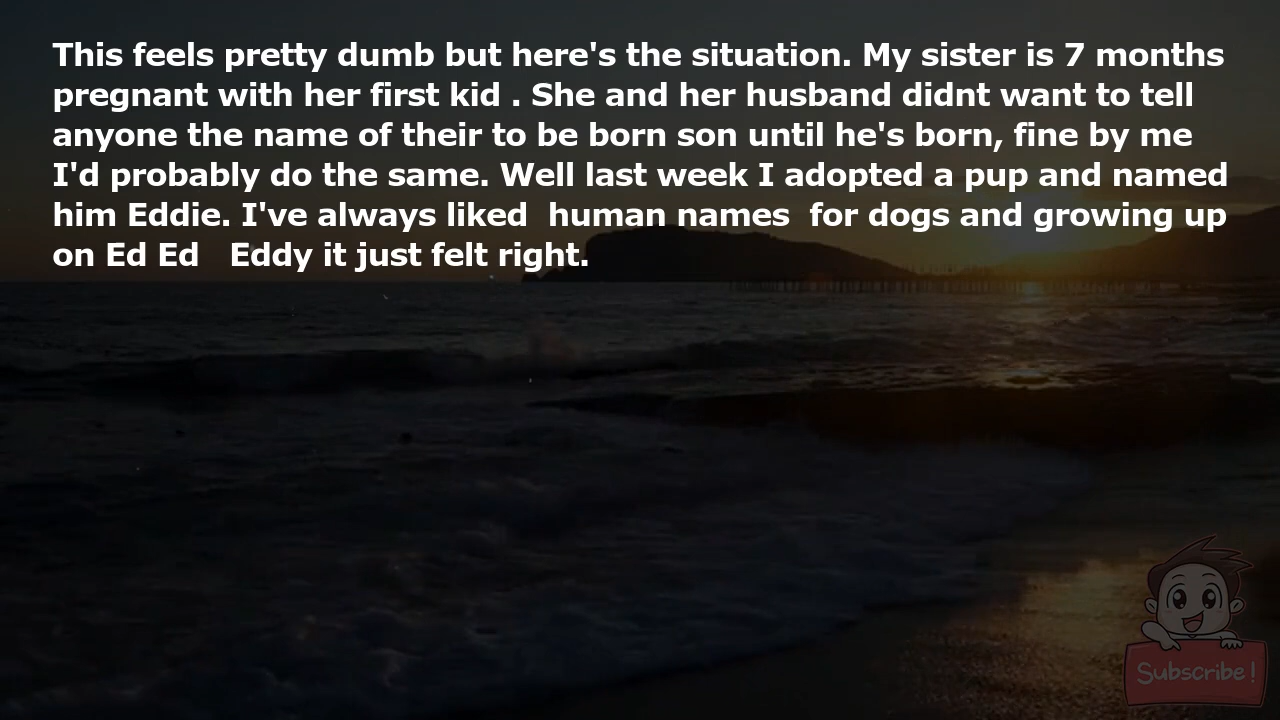 This feels pretty dumb but here's the situation. My sister is 7 months
pregnant with her first kid . She and her husband didnt want to tell
anyone the name of their to be born son until he's born, fine by me
I'd probably do the same. Well last week I adopted a pup and named
him Eddie. I've always liked  human names  for dogs and growing up
on Ed Ed   Eddy it just felt right.
Subscribe!